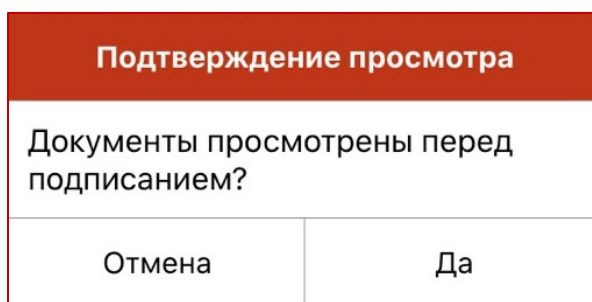 Подтверждение просмотра
Документы просмотрены перед
подписанием?
Отмена
Да